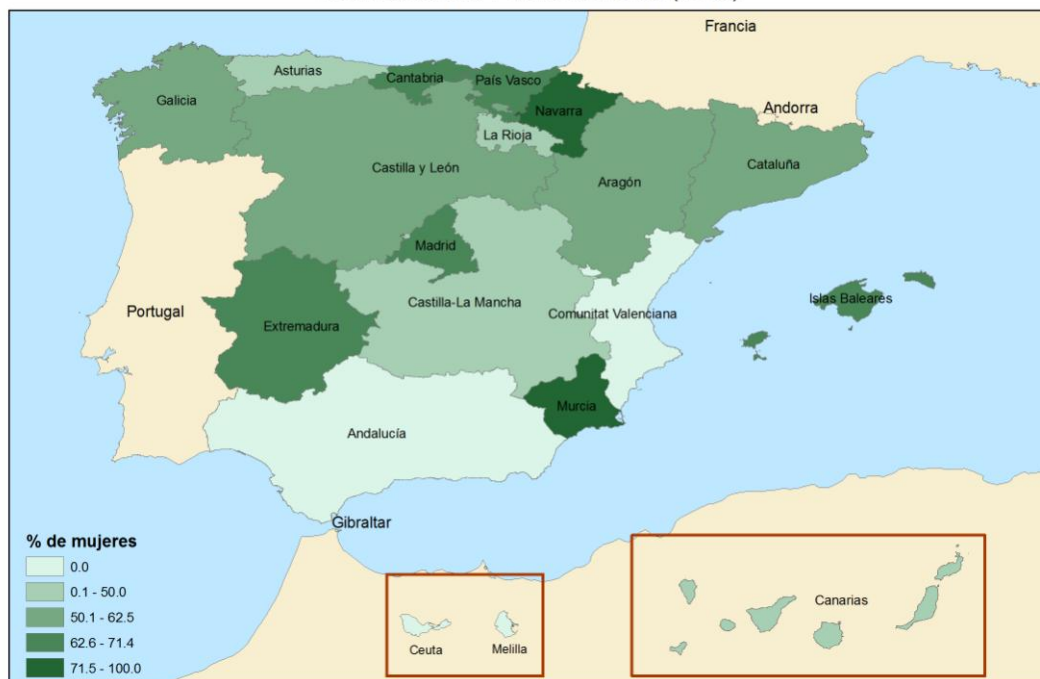 Francia
Asturias
Cantabria
País Vasco
Galicia
Navarra
Andorra
La Rioja
Castilla y León
Cataluña
Aragón
Madrid
Islas Baleares
Castilla-La Mancha
Portugal
Comunitat Valenciana
Extremadura
Murcia
Andalucía
Gibraltar
% de mujeres
0.0
0.1 - 50.0
50.1 - 62.5
62.6 - 71.4
71.5 - 100.0
Ceuta
Melilla
Canarias